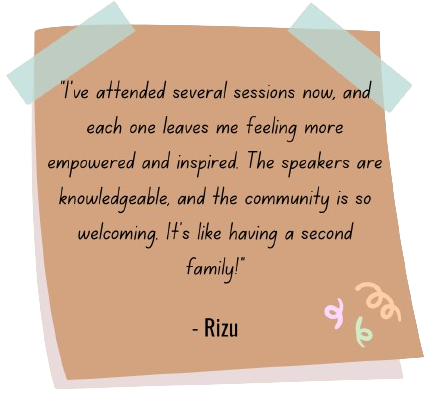 "I've attended several sessions now, and
each one leaves me feeling more
empowered and inspired. The speakers are
knowledgeable, and the community is so
welcoming. It's like having a second
family!"
- Rizu